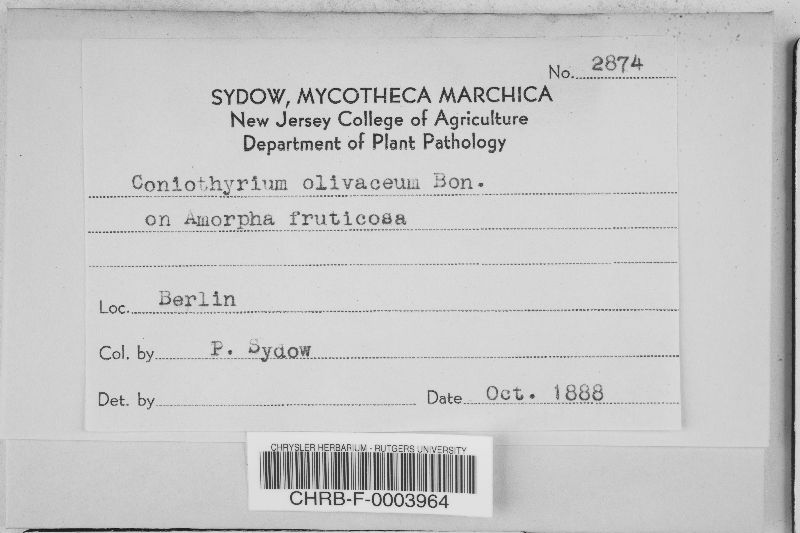 No. 2874
SYDOW, MYCOTHECA MARCHICA
New Jersey College of Agriculture
Department of Plant Pathology
Coniothyrium olivaceum Bon.
on Amorpha fruticosa
Loc. Berlin
Col. by P. Sydow
Det. by Date Oct. 1888
CHRYSLER HERBARIUM - RUTGERS UNIVERSITY
CHRB-F-0003964